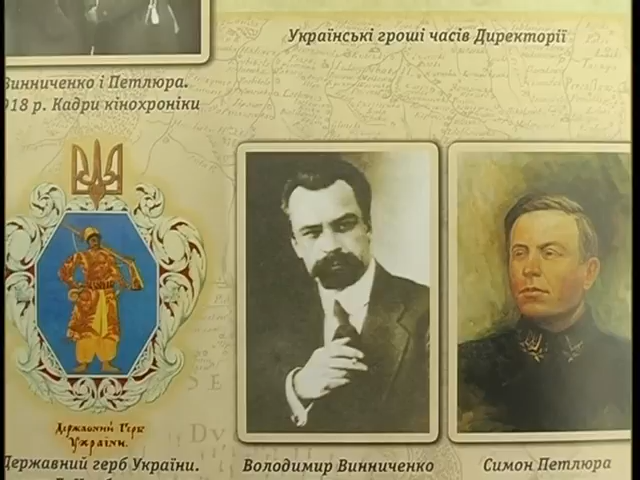 Українські гроші часів Директорії
Винниченко і Петлюра.
918 р. Кадри кінохроніки
Державний Герб
України.
Державний герб України.
Володимир Винниченко
Симон Петлюра